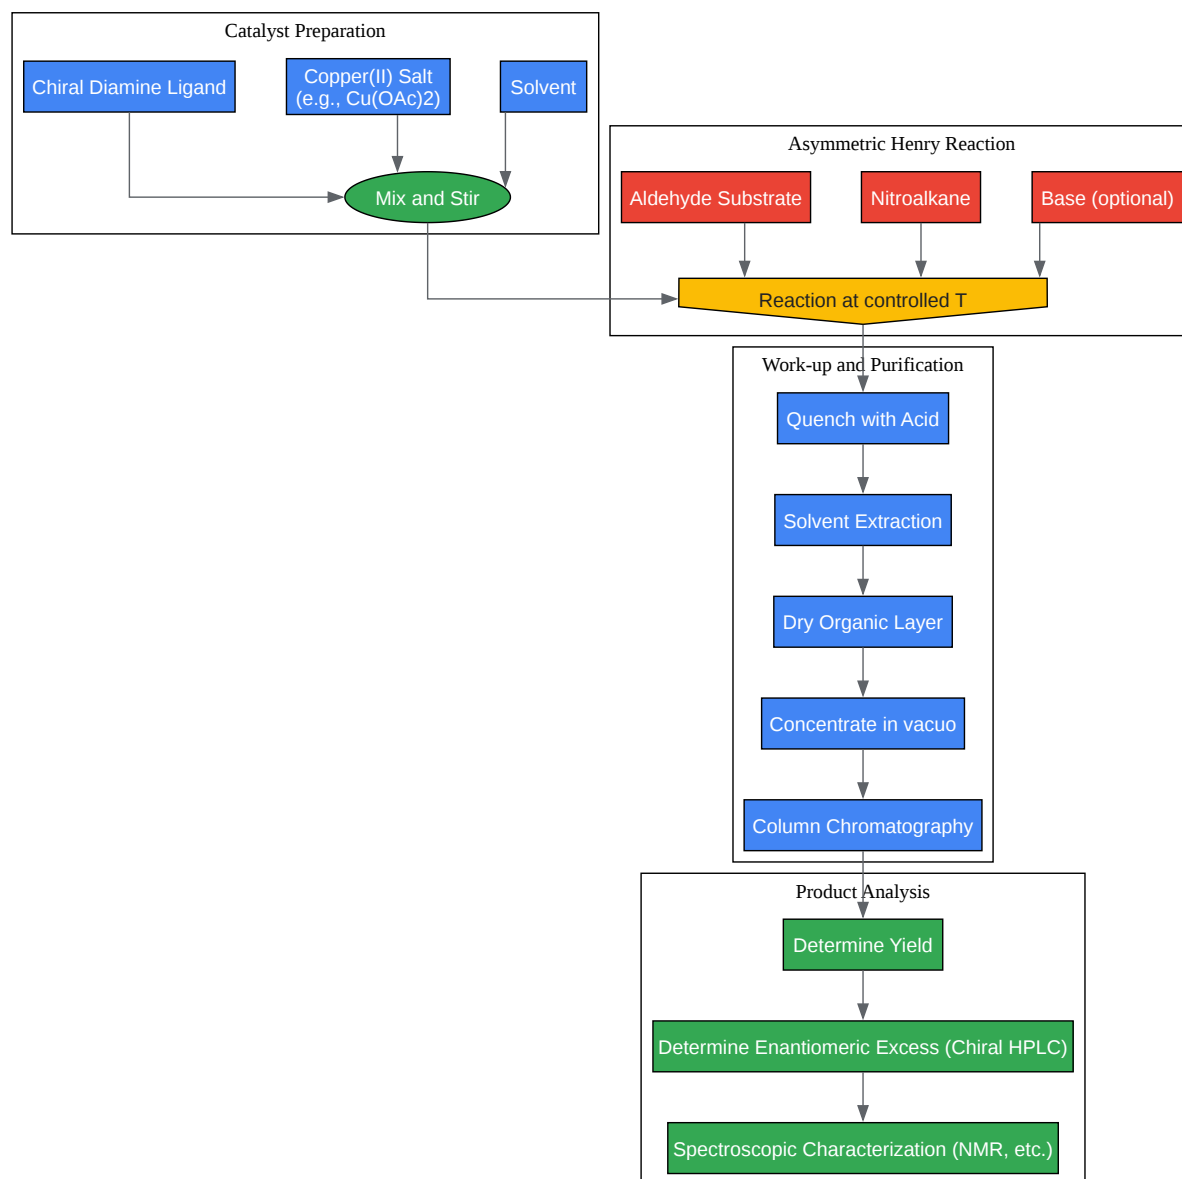 Catalyst Preparation
Chiral Diamine Ligand
Copper(II) Salt
(e.g., Cu(OAc)2)
Solvent
Mix and Stir
Asymmetric Henry Reaction
Aldehyde Substrate
Nitroalkane
Base (optional)
Reaction at controlled T
Work-up and Purification
Quench with Acid
Solvent Extraction
Dry Organic Layer
Concentrate in vacuo
Column Chromatography
Product Analysis
Determine Yield
Determine Enantiomeric Excess (Chiral HPLC)
Spectroscopic Characterization (NMR, etc.)